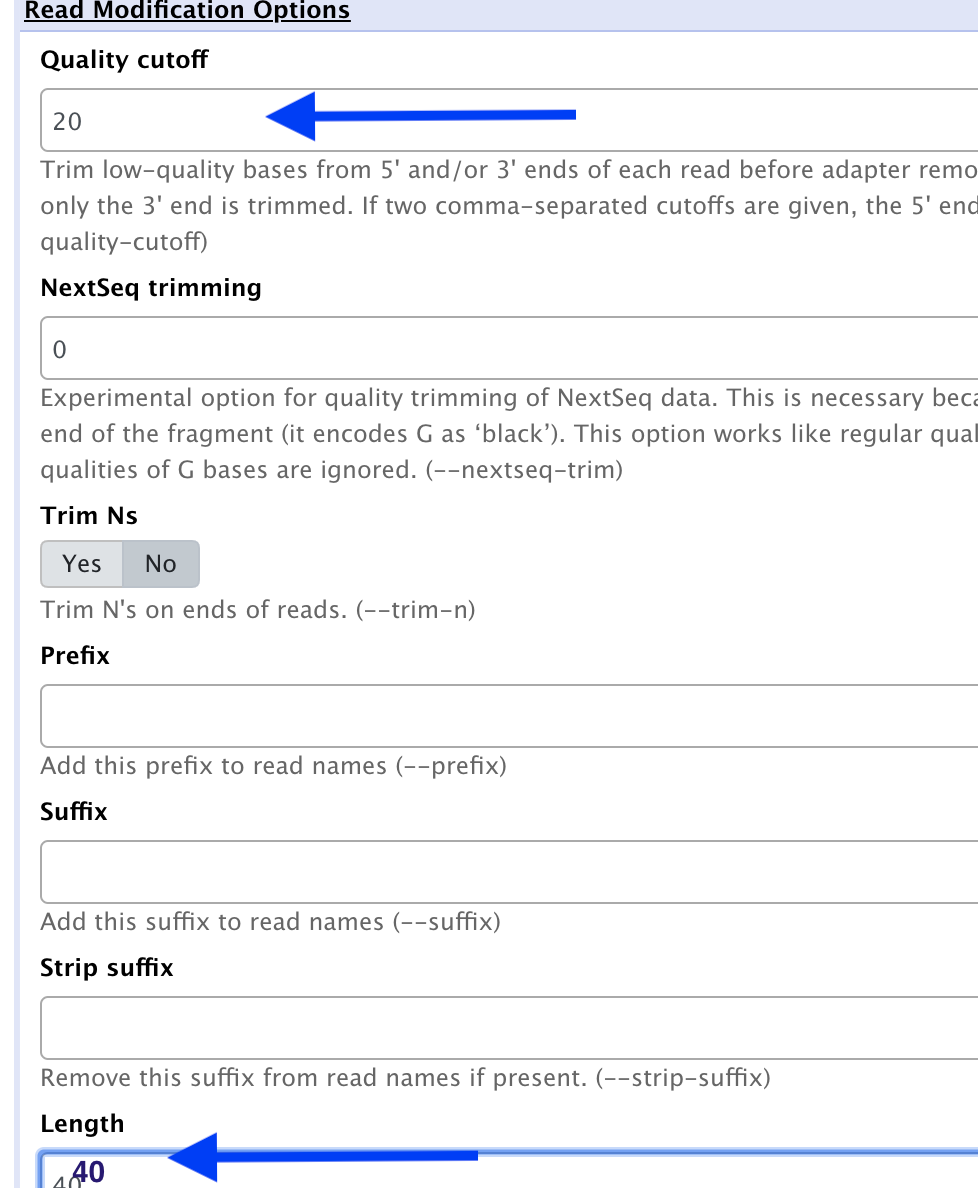 Read Modification Options
Quality cutoff
20
Trim low-quality bases from 5' and/or 3' ends of each read before adapter remo
only the 3' end is trimmed. If two comma-separated cutoffs are given, the 5' end
quality-cutoff)
NextSeq trimming
0
Experimental option for quality trimming of NextSeq data. This is necessary beca
end of the fragment (it encodes G as ‘black’). This option works like regular qual
qualities of G bases are ignored. (--nextseq-trim)
Trim Ns
Yes No
Trim N's on ends of reads. (--trim-n)
Prefix
Add this prefix to read names (--prefix)
Suffix
Add this suffix to read names (--suffix)
Strip suffix
Remove this suffix from read names if present. (--strip-suffix)
Length
40 40